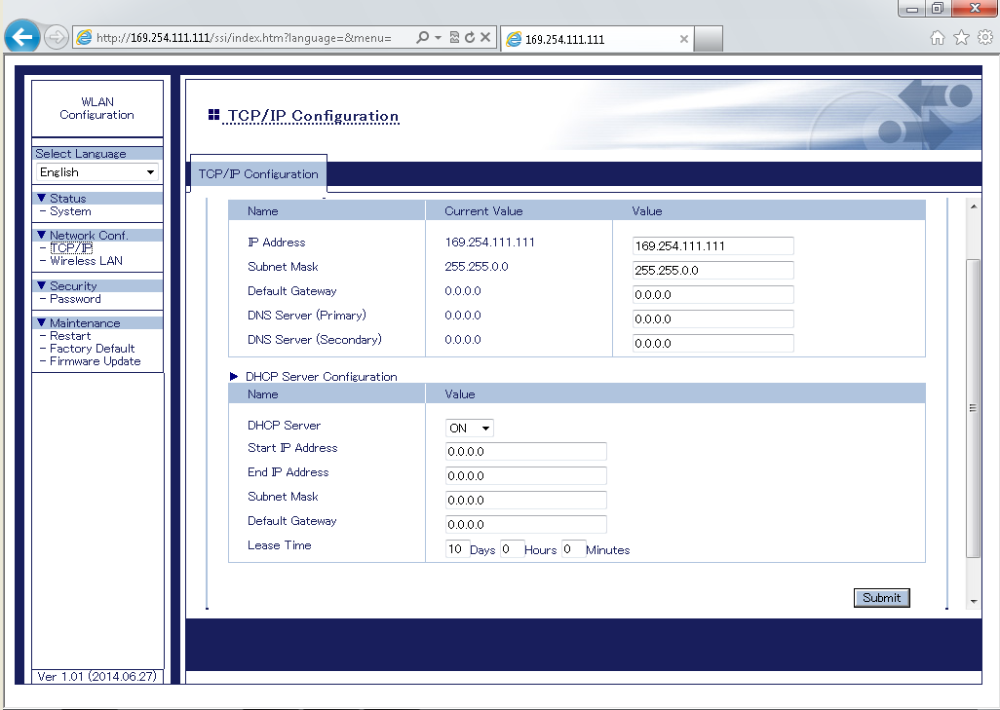 http://169.254.111.111/ssi/index.htm?language=&menu=
169.254.111.111
WLAN
Configuration
Select Language
English
▼ Status
- System
▼ Network Conf.
- TCP/IP
- Wireless LAN
▼ Security
- Password
▼ Maintenance
- Restart
- Factory Default
- Firmware Update
Ver 1.01 (2014.06.27)
TCP/IP Configuration
TCP/IP Configuration
Name Current Value Value
IP Address 169.254.111.111 169.254.111.111
Subnet Mask 255.255.0.0 255.255.0.0
Default Gateway 0.0.0.0 0.0.0.0
DNS Server (Primary) 0.0.0.0 0.0.0.0
DNS Server (Secondary) 0.0.0.0 0.0.0.0
▶ DHCP Server Configuration
Name Value
DHCP Server ON
Start IP Address 0.0.0.0
End IP Address 0.0.0.0
Subnet Mask 0.0.0.0
Default Gateway 0.0.0.0
Lease Time 10 Days 0 Hours 0 Minutes
Submit